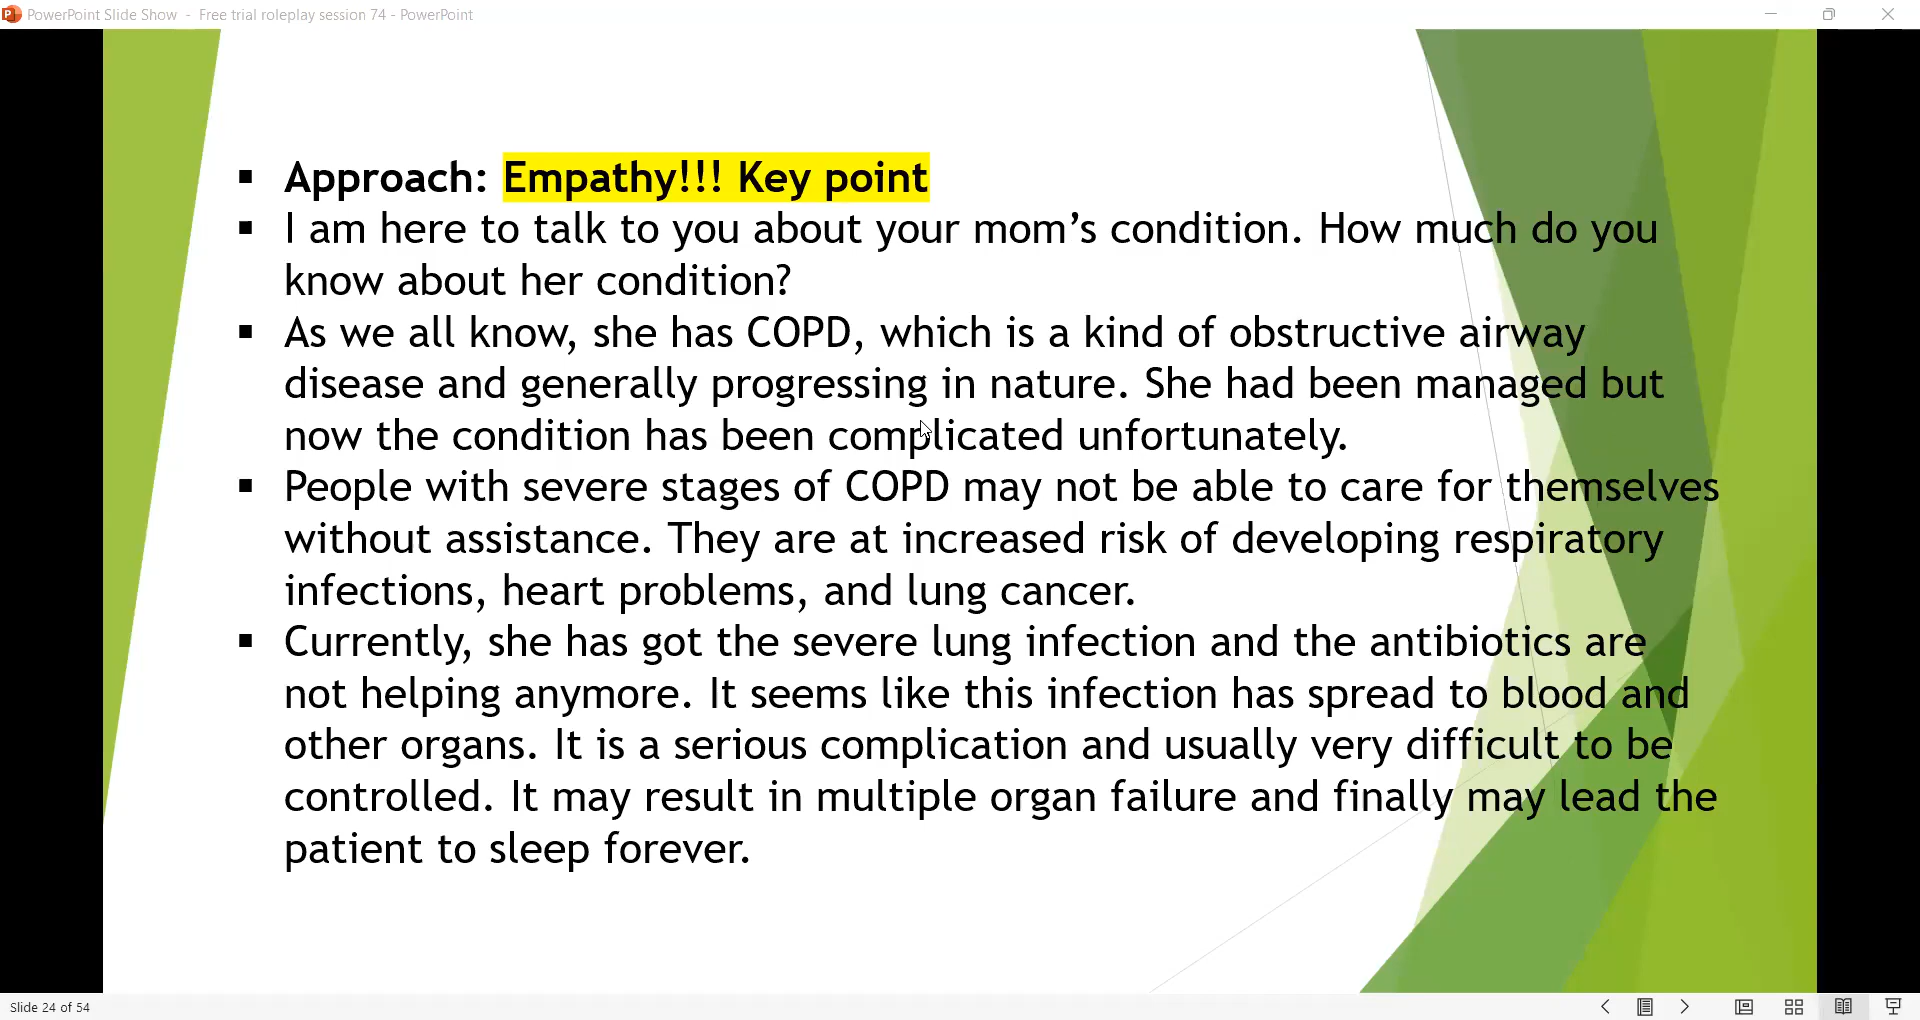 PowerPoint Slide Show - Free trial roleplay session 74 - PowerPoint
▪ Approach: Empathy!!! Key point
▪ I am here to talk to you about your mom’s condition. How much do you
know about her condition?
▪ As we all know, she has COPD, which is a kind of obstructive airway
disease and generally progressing in nature. She had been managed but
now the condition has been complicated unfortunately.
▪ People with severe stages of COPD may not be able to care for themselves
without assistance. They are at increased risk of developing respiratory
infections, heart problems, and lung cancer.
▪ Currently, she has got the severe lung infection and the antibiotics are
not helping anymore. It seems like this infection has spread to blood and
other organs. It is a serious complication and usually very difficult to be
controlled. It may result in multiple organ failure and finally may lead the
patient to sleep forever.
Slide 24 of 54